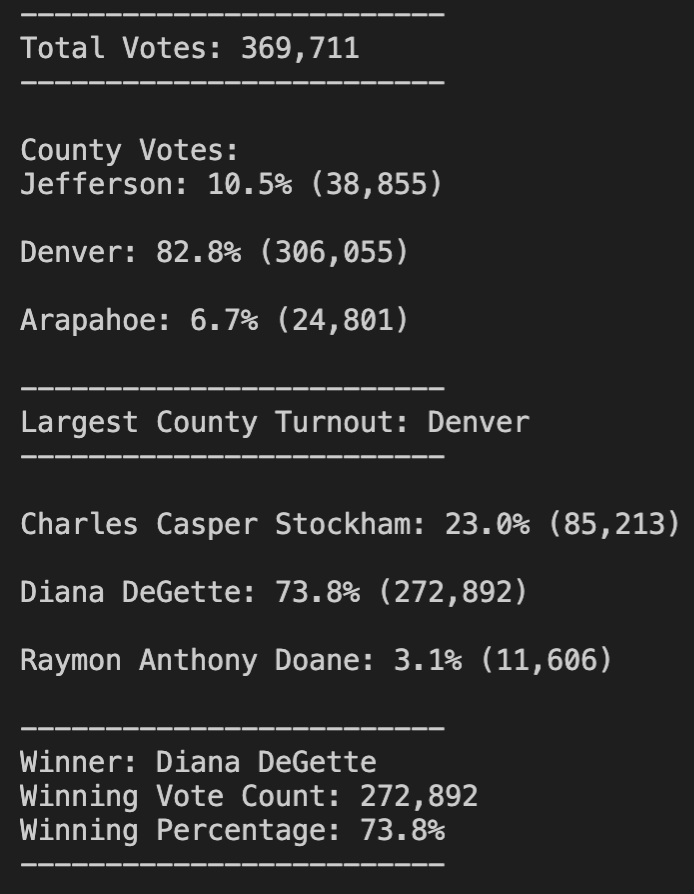 -------------------------
Total Votes: 369,711
-------------------------
County Votes:
Jefferson: 10.5% (38,855)
Denver: 82.8% (306,055)
Arapahoe: 6.7% (24,801)
-------------------------
Largest County Turnout: Denver
-------------------------
Charles Casper Stockham: 23.0% (85,213)
Diana DeGette: 73.8% (272,892)
Raymon Anthony Doane: 3.1% (11,606)
-------------------------
Winner: Diana DeGette
Winning Vote Count: 272,892
Winning Percentage: 73.8%
-------------------------